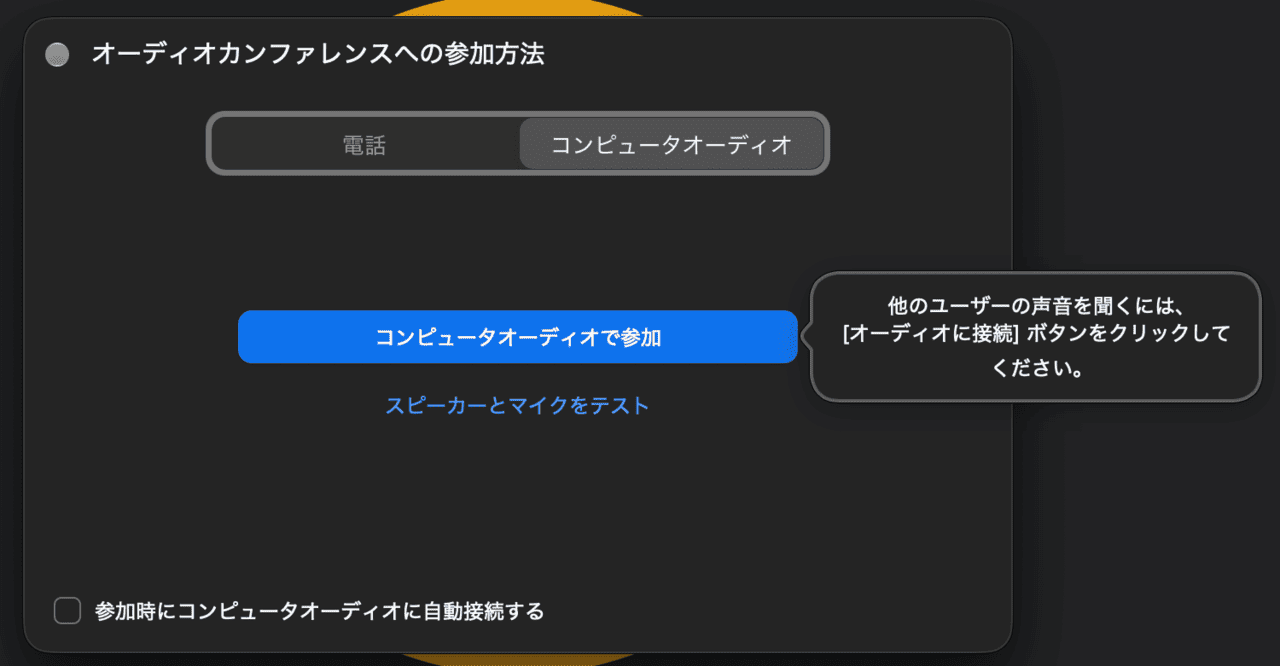 オーディオカンファレンスへの参加方法
電話
コンピュータオーディオ
コンピュータオーディオで参加
他のユーザーの声音を聞くには、
[オーディオに接続] ボタンをクリックして
ください。
スピーカーとマイクをテスト
参加時にコンピュータオーディオに自動接続する